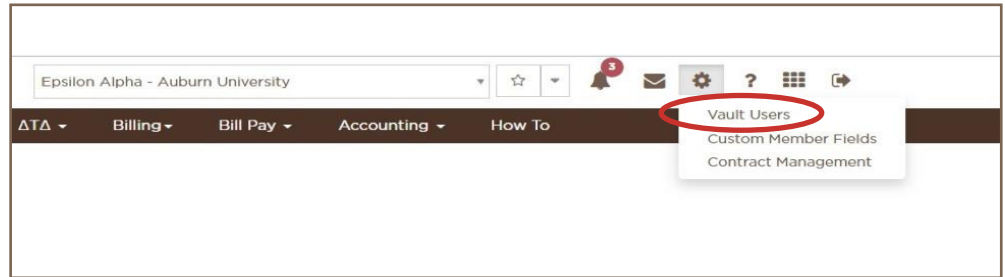 3
Epsilon Alpha - Auburn University
?
ΔΤΔ Billing Bill Pay Accounting How To
Vault Users
Custom Member Fields
Contract Management